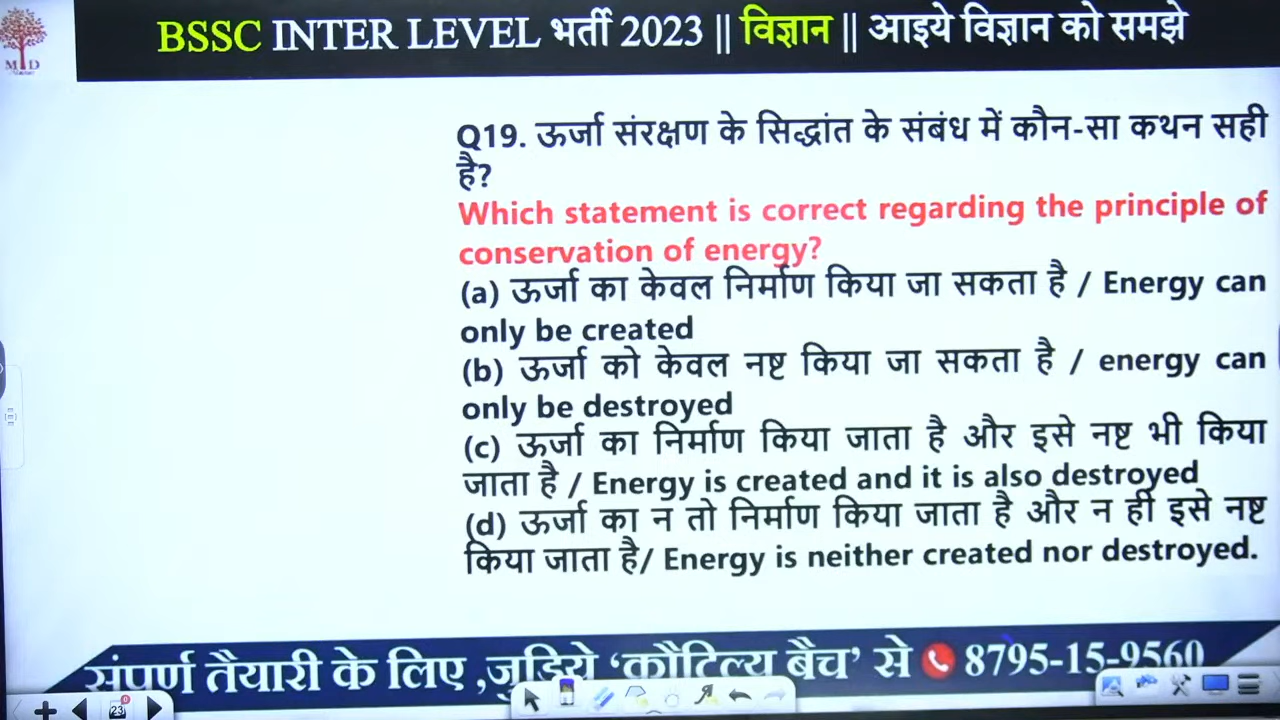 BSSC INTER LEVEL भर्ती 2023 || विज्ञान || आइये विज्ञान को समझे
M D
Q19. ऊर्जा संरक्षण के सिद्धांत के संबंध में कौन-सा कथन सही
है?
Which statement is correct regarding the principle of
conservation of energy?
(a) ऊर्जा का केवल निर्माण किया जा सकता है / Energy can
only be created
(b) ऊर्जा को केवल नष्ट किया जा सकता है / energy can
only be destroyed
(c) ऊर्जा का निर्माण किया जाता है और इसे नष्ट भी किया
जाता है / Energy is created and it is also destroyed
(d) ऊर्जा का न तो निर्माण किया जाता है और न ही इसे नष्ट
किया जाता है/ Energy is neither created nor destroyed.
संपूर्ण तैयारी के लिए ,जुड़िये ‘कौटिल्य बैच’ से 8795-15-9560
23